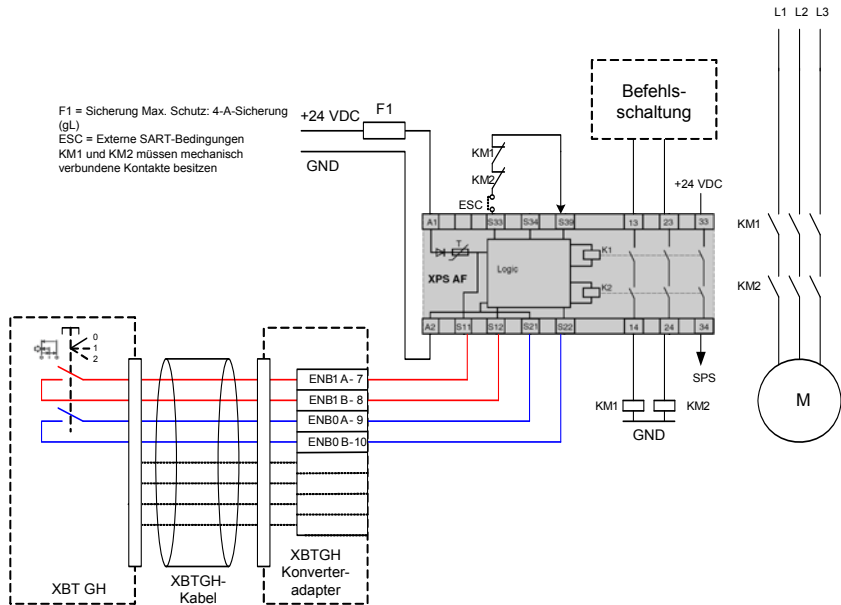 L1 L2 L3
F1 = Sicherung Max. Schutz: 4-A-Sicherung
(gL)
ESC = Externe SART-Bedingungen
KM1 und KM2 müssen mechanisch
verbundene Kontakte besitzen
+24 VDC
F1
GND
Befehls-
schaltung
KM1
KM2
ESC
+24 VDC
A1 S33 S34 S39 13 23 33
T
XPS AF
Logic
K1
K2
A2 S11 S12 S21 S22 14 24 34
KM1
KM2
M
SPS
KM1
KM2
GND
0
1
2
ENB1 A- 7
ENB1 B- 8
ENB0 A- 9
ENB0 B-10
XBT GH
XBTGH-
Kabel
XBTGH
Konverter-
adapter